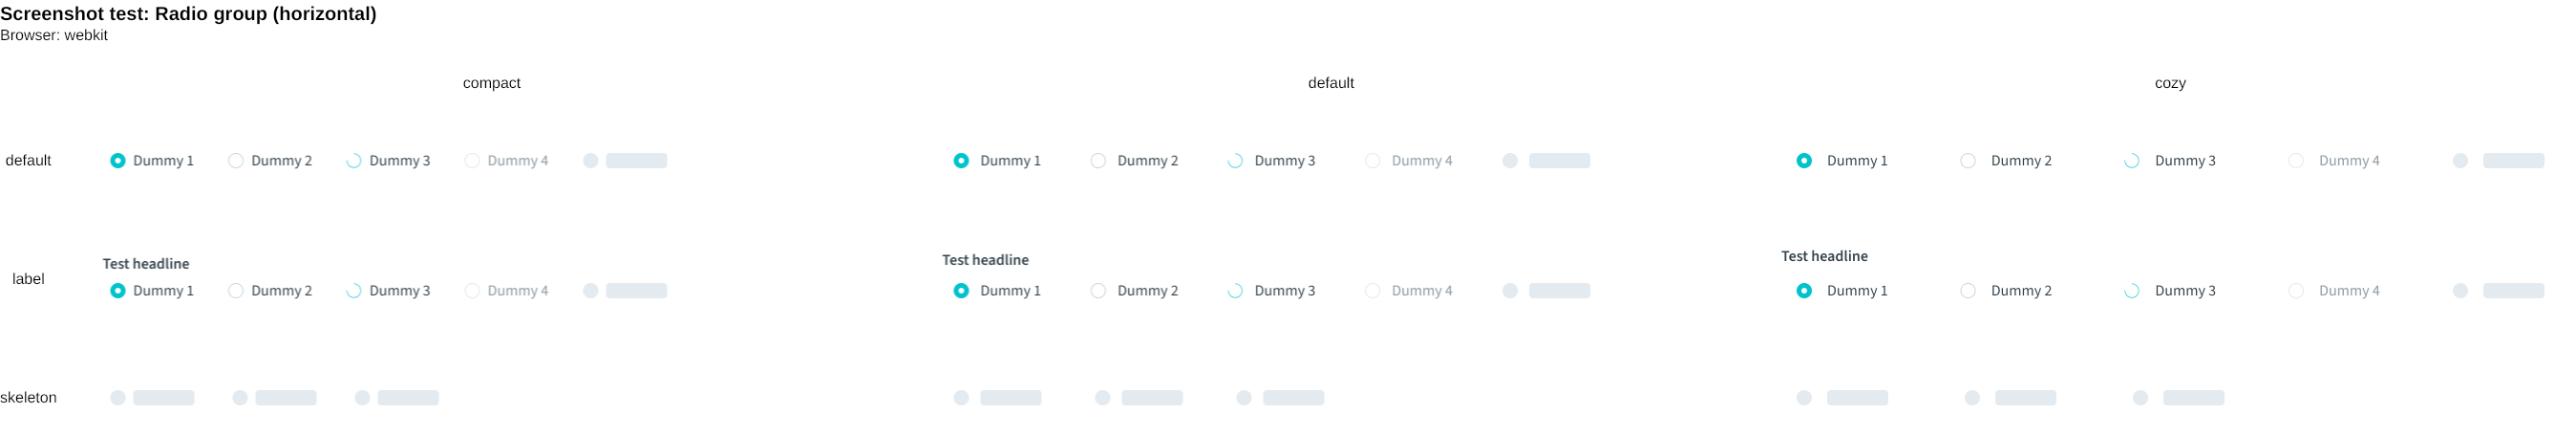 Screenshot test: Radio group (horizontal)
Browser: webkit
compact default cozy
default Dummy 1 Dummy 2 Dummy 3 Dummy 4 Dummy 1 Dummy 2 Dummy 3 Dummy 4 Dummy 1 Dummy 2 Dummy 3 Dummy 4
Test headline Test headline Test headline
label
Dummy 1 Dummy 2 Dummy 3 Dummy 4 Dummy 1 Dummy 2 Dummy 3 Dummy 4 Dummy 1 Dummy 2 Dummy 3 Dummy 4
skeleton